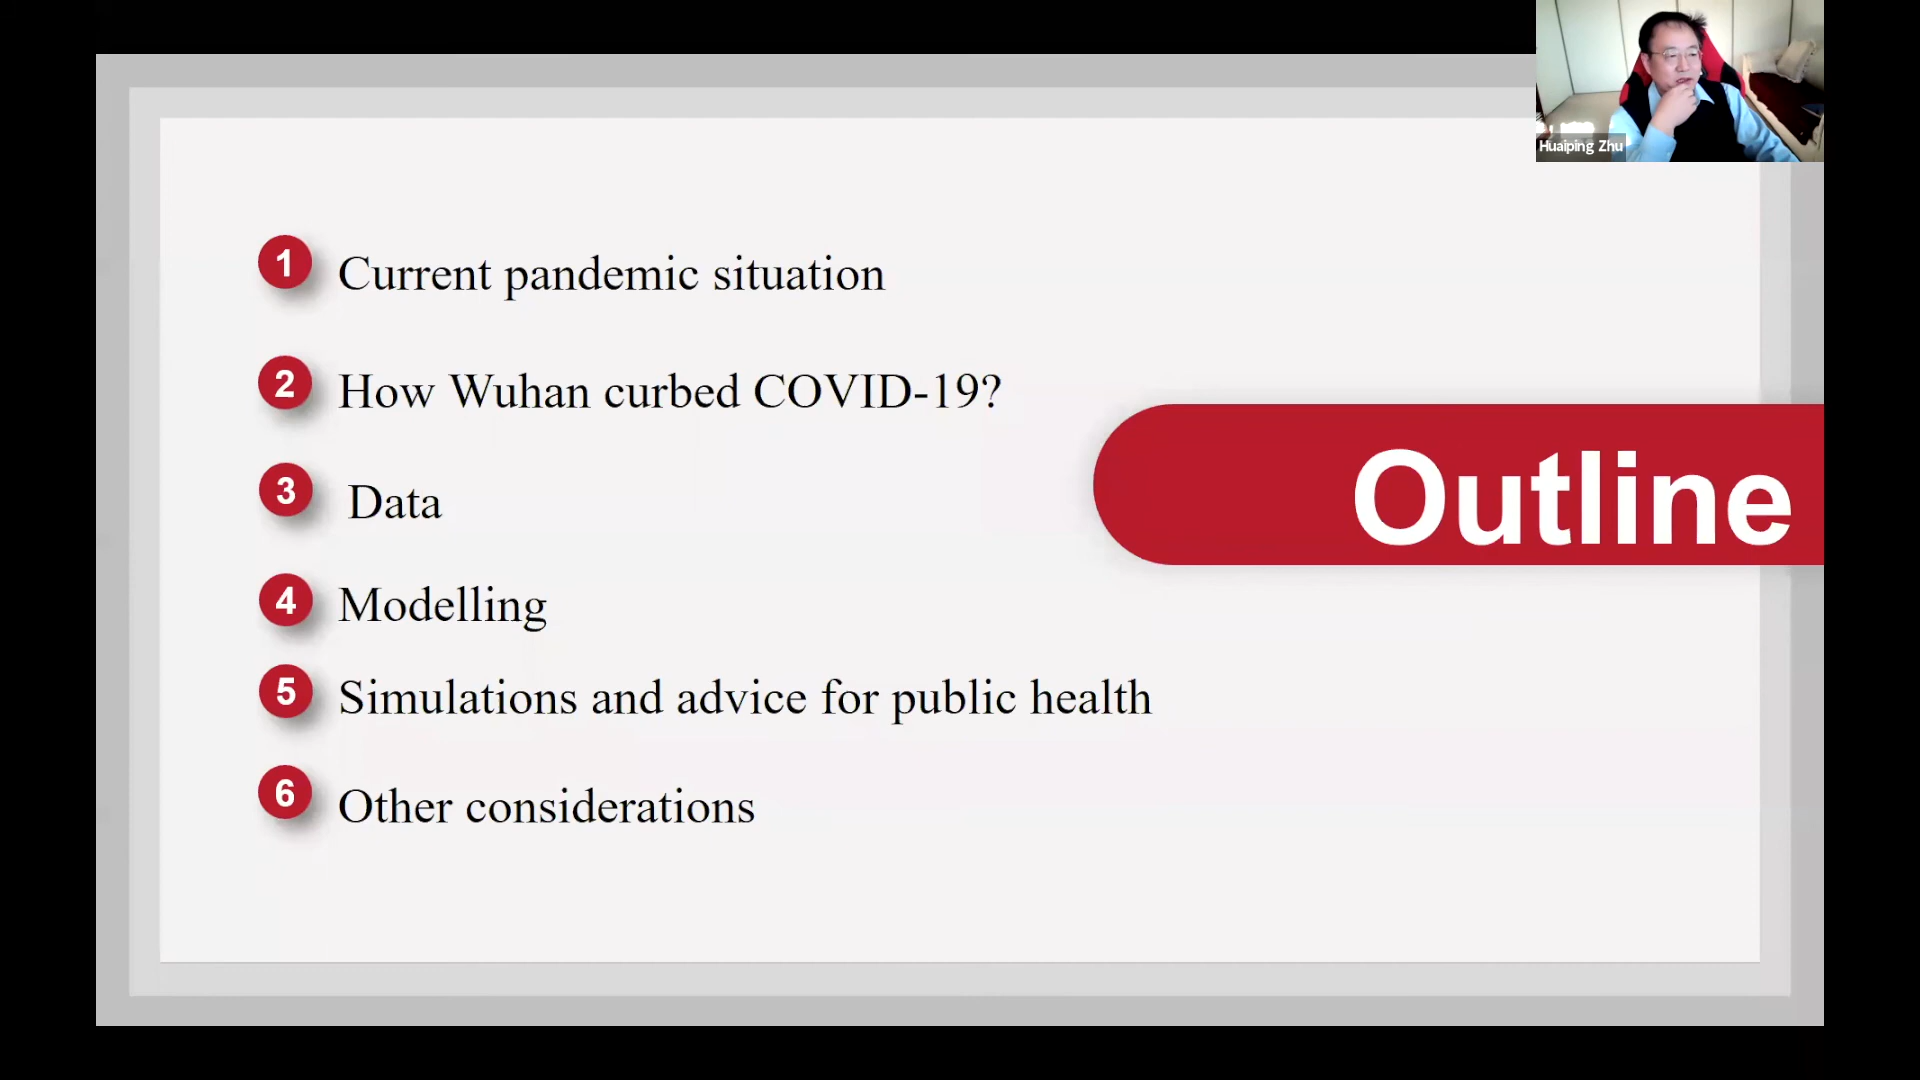 Huaiping Zhu
1 Current pandemic situation
2 How Wuhan curbed COVID-19?
3 Data
4 Modelling
5 Simulations and advice for public health
6 Other considerations
Outline